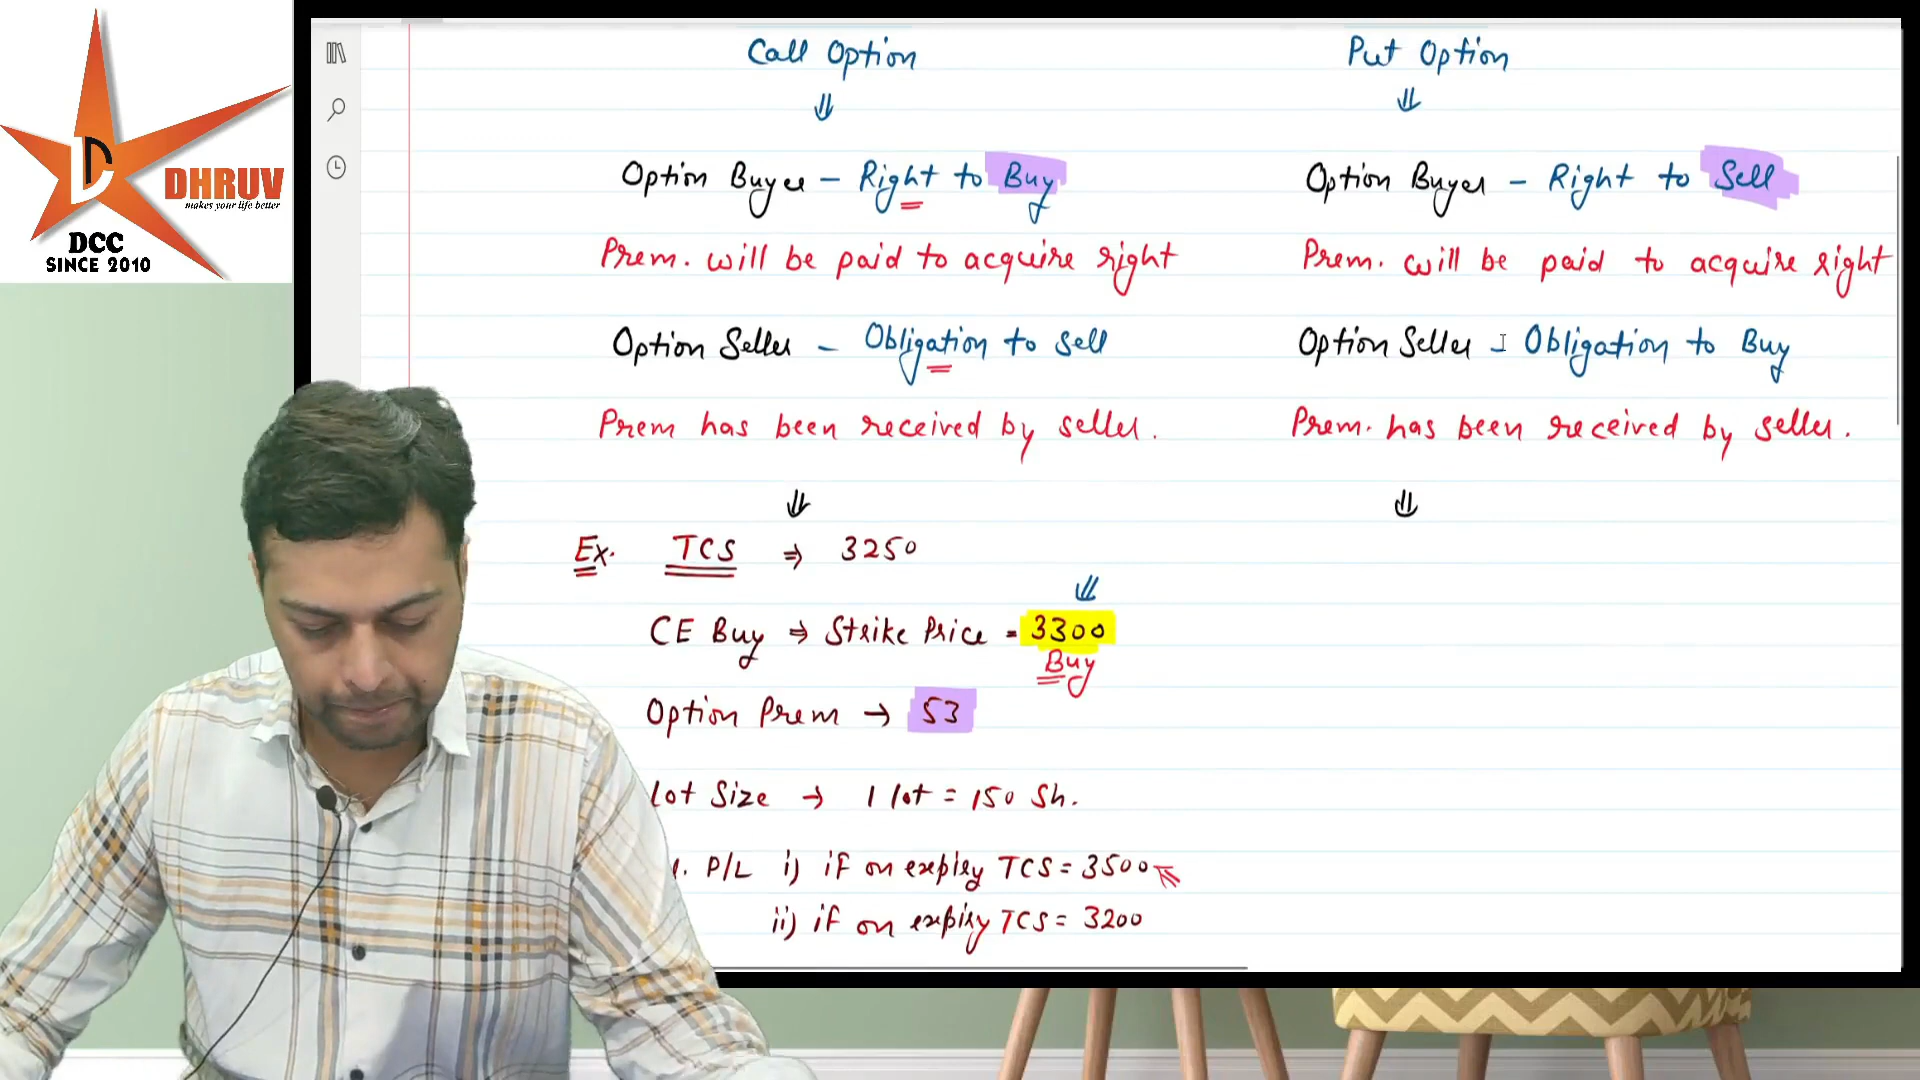 DC
DHRUV
makes your life better
DCC
SINCE 2010
Call Option
Option Buyer – Right to Buy
Prem. will be paid to acquire right
Option Seller – Obligation to Sell
Prem has been received by seller.
Ex. TCS ⇒ 3250
CE Buy ⇒ Strike Price = 3300
Buy
Option Prem → 53
Lot Size → 1 lot = 150 Sh.
P/L i) if on expiry TCS = 3500
ii) if on expiry TCS = 3200
Put Option
Option Buyer – Right to Sell
Prem. will be paid to acquire right
Option Seller – Obligation to Buy
Prem. has been received by seller.